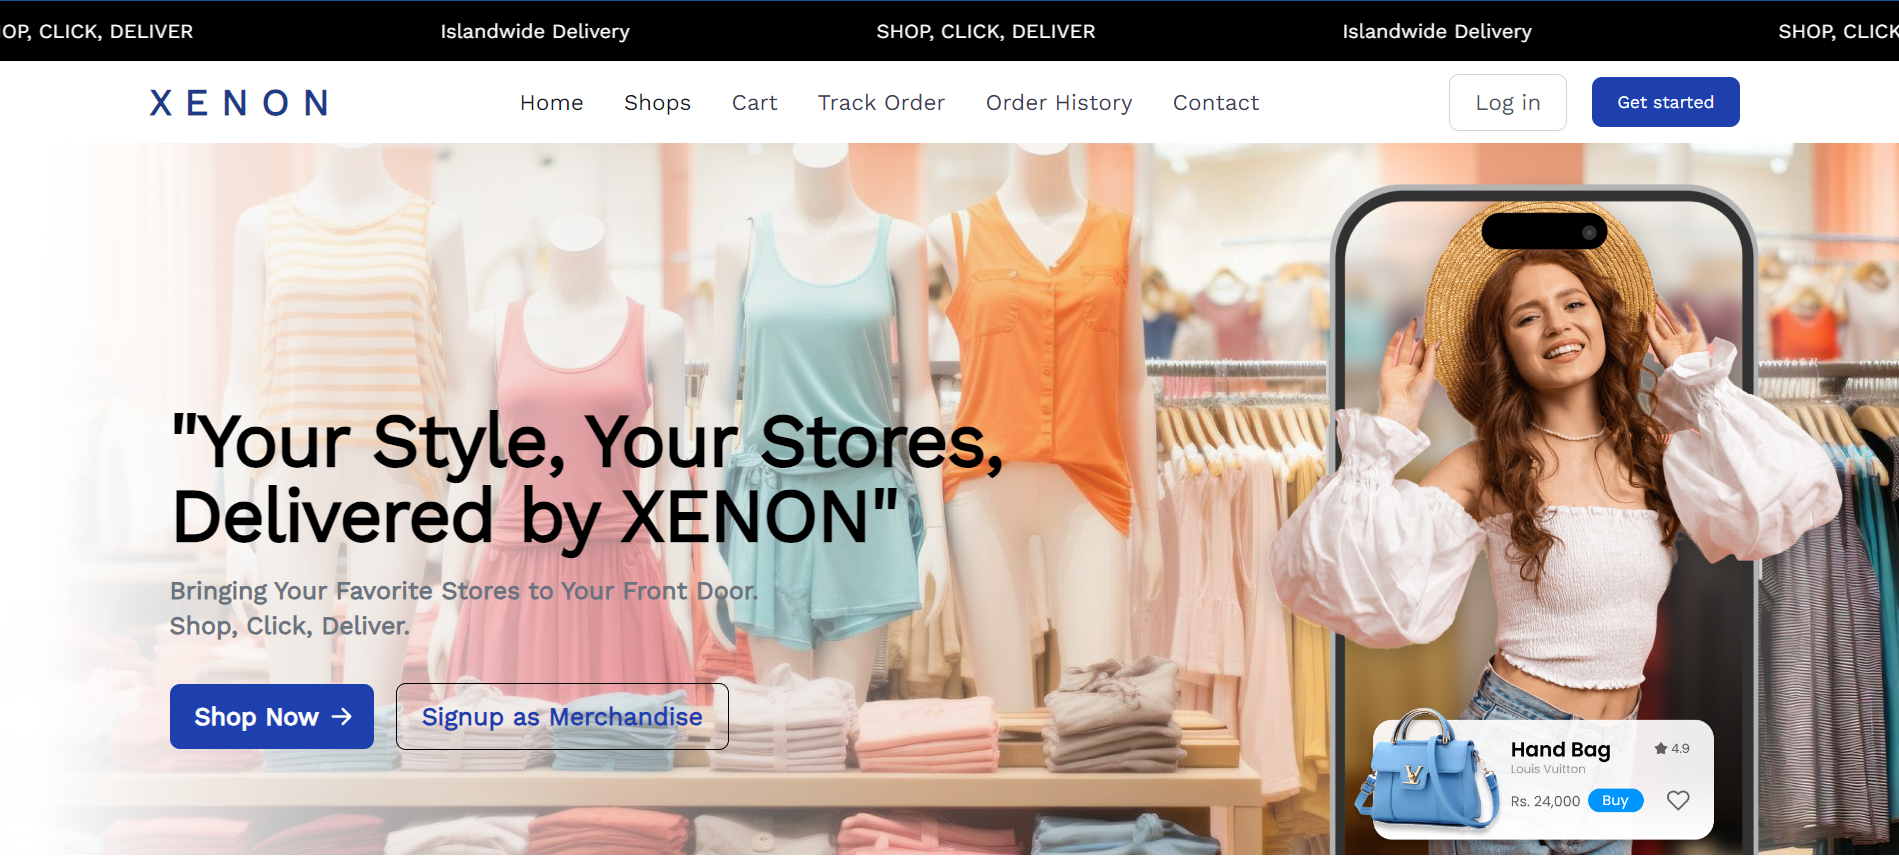 OP, CLICK, DELIVER Islandwide Delivery SHOP, CLICK, DELIVER Islandwide Delivery SHOP, CLICK
XENON Home Shops Cart Track Order Order History Contact Log in Get started
"Your Style, Your Stores,
Delivered by XENON"
Bringing Your Favorite Stores to Your Front Door.
Shop, Click, Deliver.
Shop Now → Signup as Merchandise
Hand Bag 4.9
Louis Vuitton
Rs. 24,000 Buy
LV